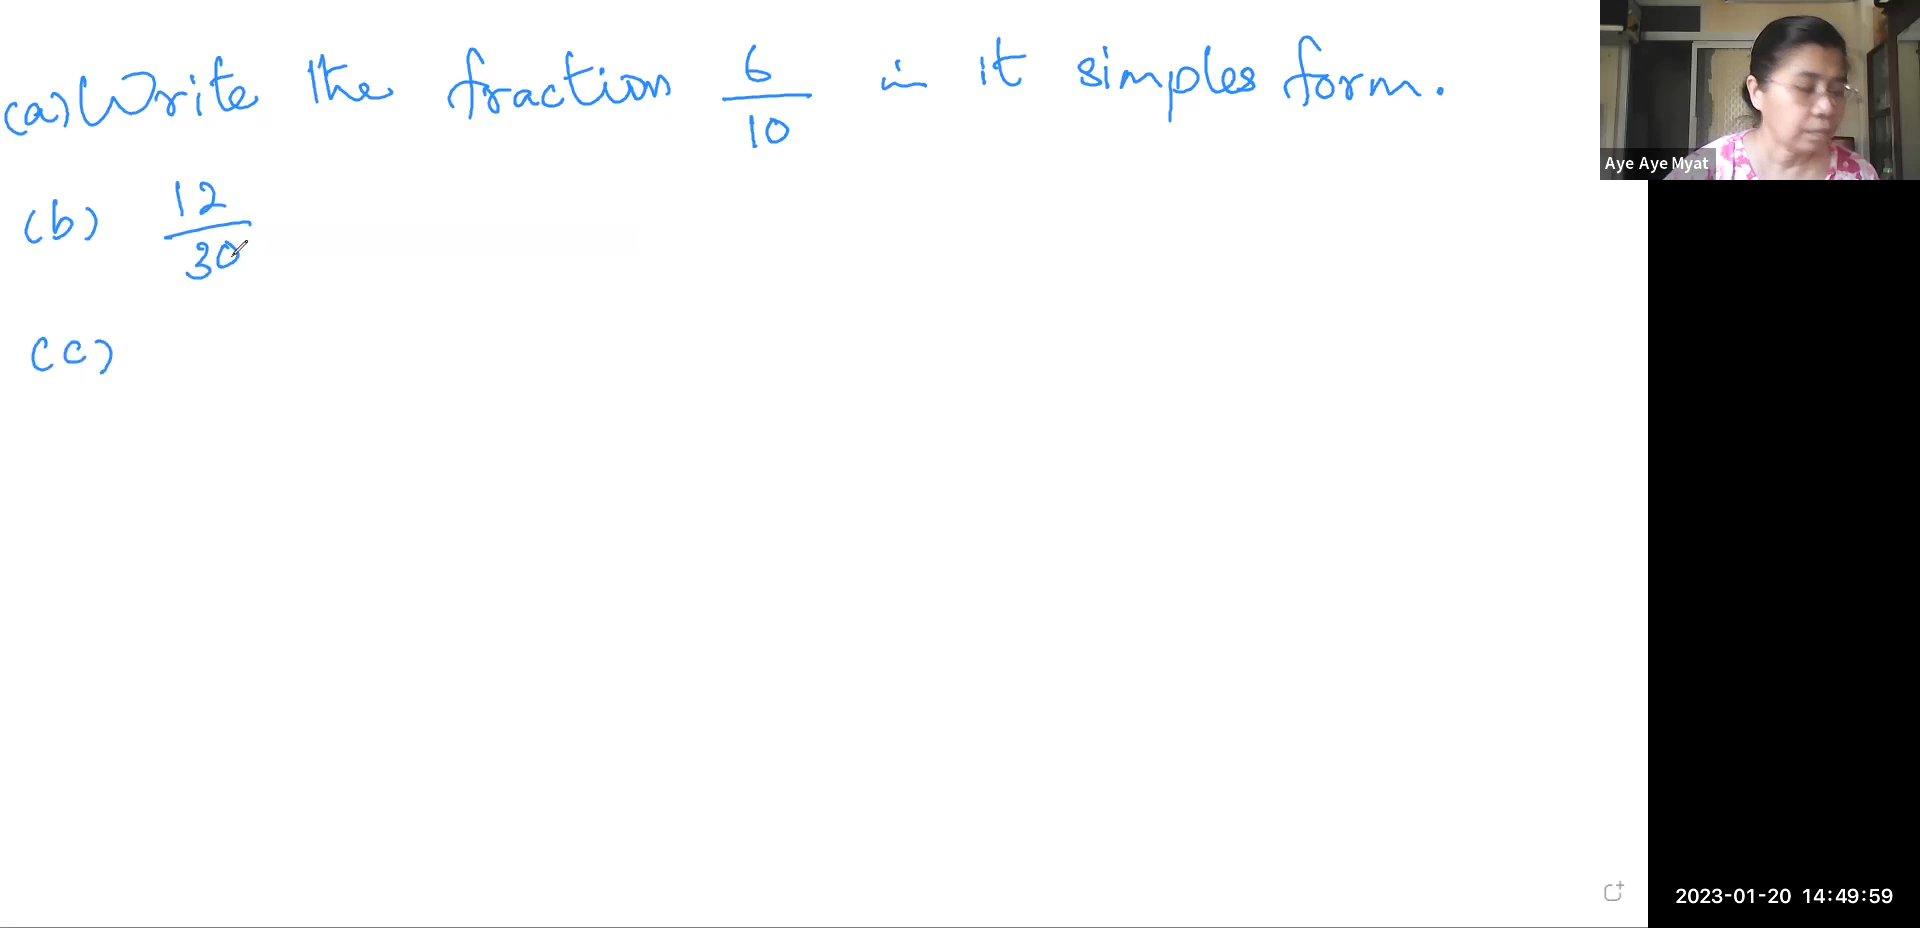 (a) Write the fraction 6/10 in it simples form.
Aye Aye Myat
(b) 12/30
(c)
2023-01-20 14:49:59